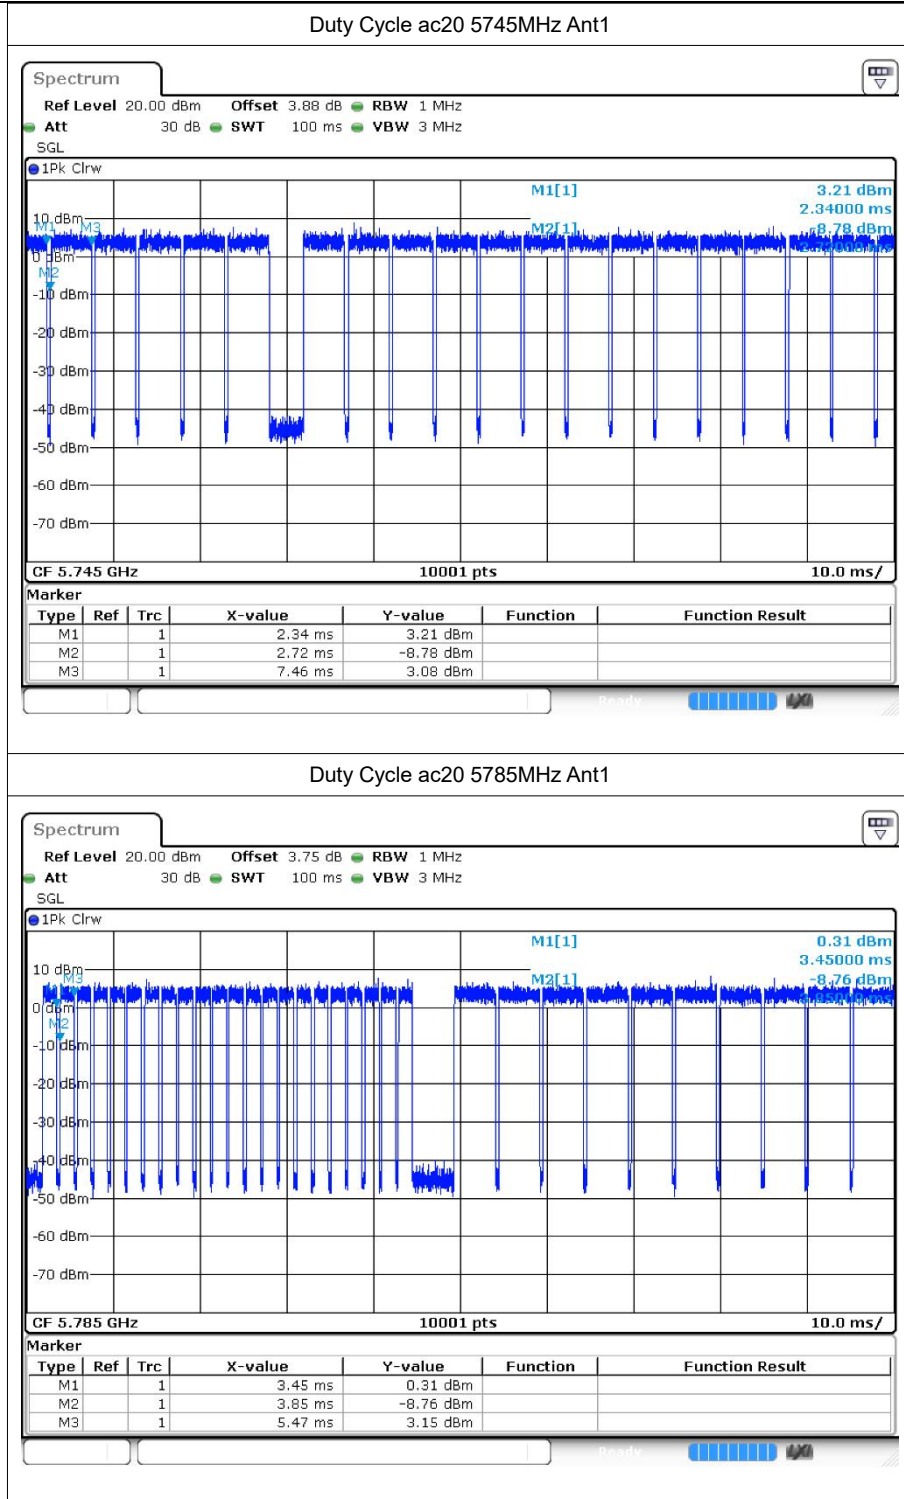 Duty Cycle ac20 5745MHz Ant1
Spectrum
Ref Level 20.00 dBm Offset 3.88 dB RBW 1 MHz
Att 30 dB SWT 100 ms VBW 3 MHz
SGL
1Pk Clrw
M1[1] 3.21 dBm
2.34000 ms
10 dBm
M1 M3 M2[1] -8.78 dBm
0 dBm
M2
-10 dBm
-20 dBm
-30 dBm
-40 dBm
-50 dBm
-60 dBm
-70 dBm
CF 5.745 GHz 10001 pts 10.0 ms/
Marker
Type Ref Trc X-value Y-value Function Function Result
M1 1 2.34 ms 3.21 dBm
M2 1 2.72 ms -8.78 dBm
M3 1 7.46 ms 3.08 dBm
Ready LXI
Duty Cycle ac20 5785MHz Ant1
Spectrum
Ref Level 20.00 dBm Offset 3.75 dB RBW 1 MHz
Att 30 dB SWT 100 ms VBW 3 MHz
SGL
1Pk Clrw
M1[1] 0.31 dBm
3.45000 ms
10 dBm
M3 M2[1] -8.76 dBm
0 dBm
M2
-10 dBm
-20 dBm
-30 dBm
-40 dBm
-50 dBm
-60 dBm
-70 dBm
CF 5.785 GHz 10001 pts 10.0 ms/
Marker
Type Ref Trc X-value Y-value Function Function Result
M1 1 3.45 ms 0.31 dBm
M2 1 3.85 ms -8.76 dBm
M3 1 5.47 ms 3.15 dBm
Ready LXI